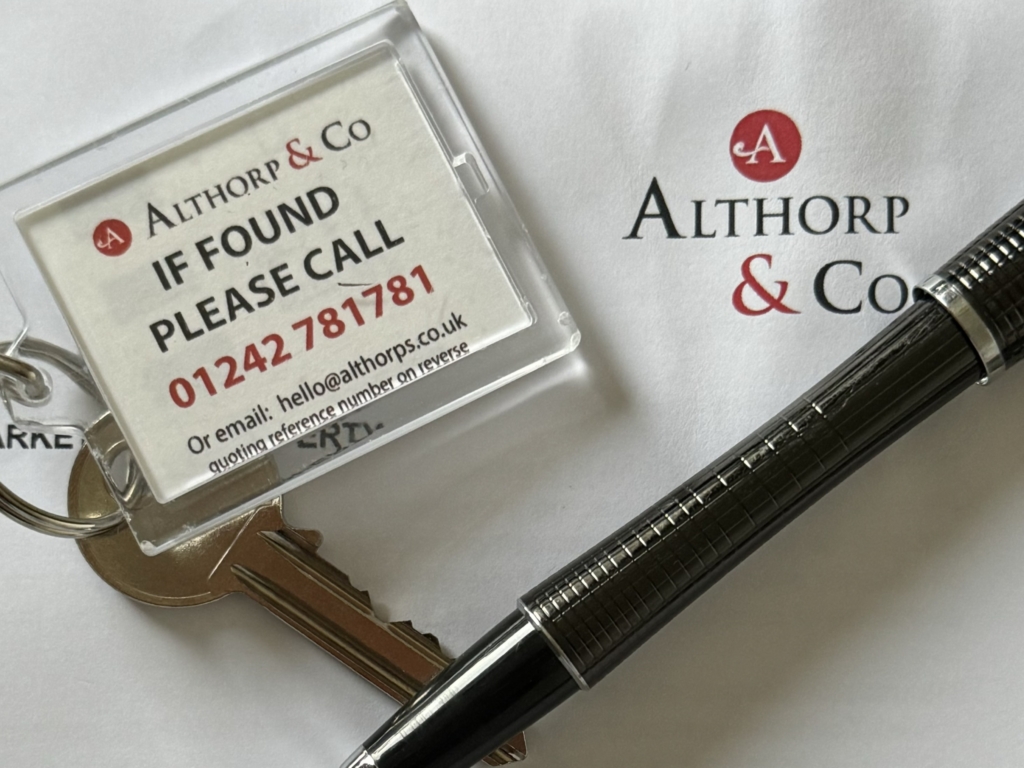 A ALTHORP & CO
IF FOUND
PLEASE CALL
01242 781781
Or email: hello@althorps.co.uk
quoting reference number on reverse
A
ALTHORP
& CO